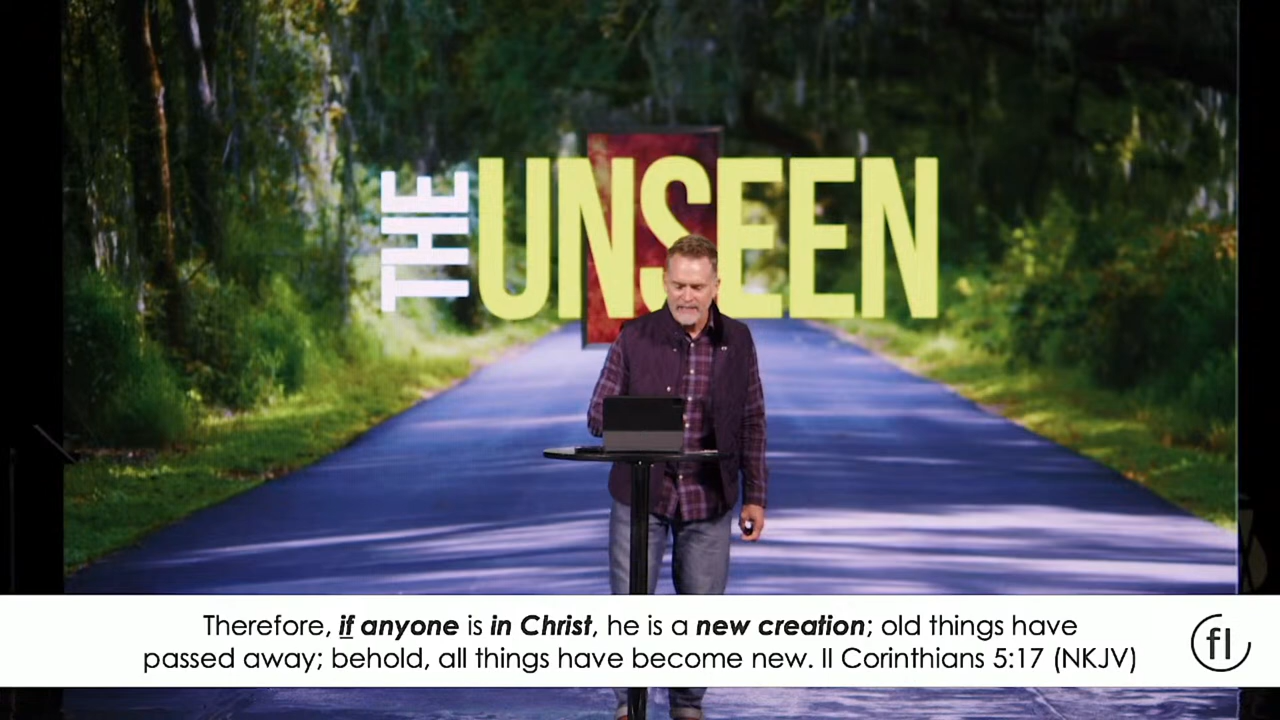 THE UNSEEN
Therefore, if anyone is in Christ, he is a new creation; old things have
passed away; behold, all things have become new. II Corinthians 5:17 (NKJV)
fl